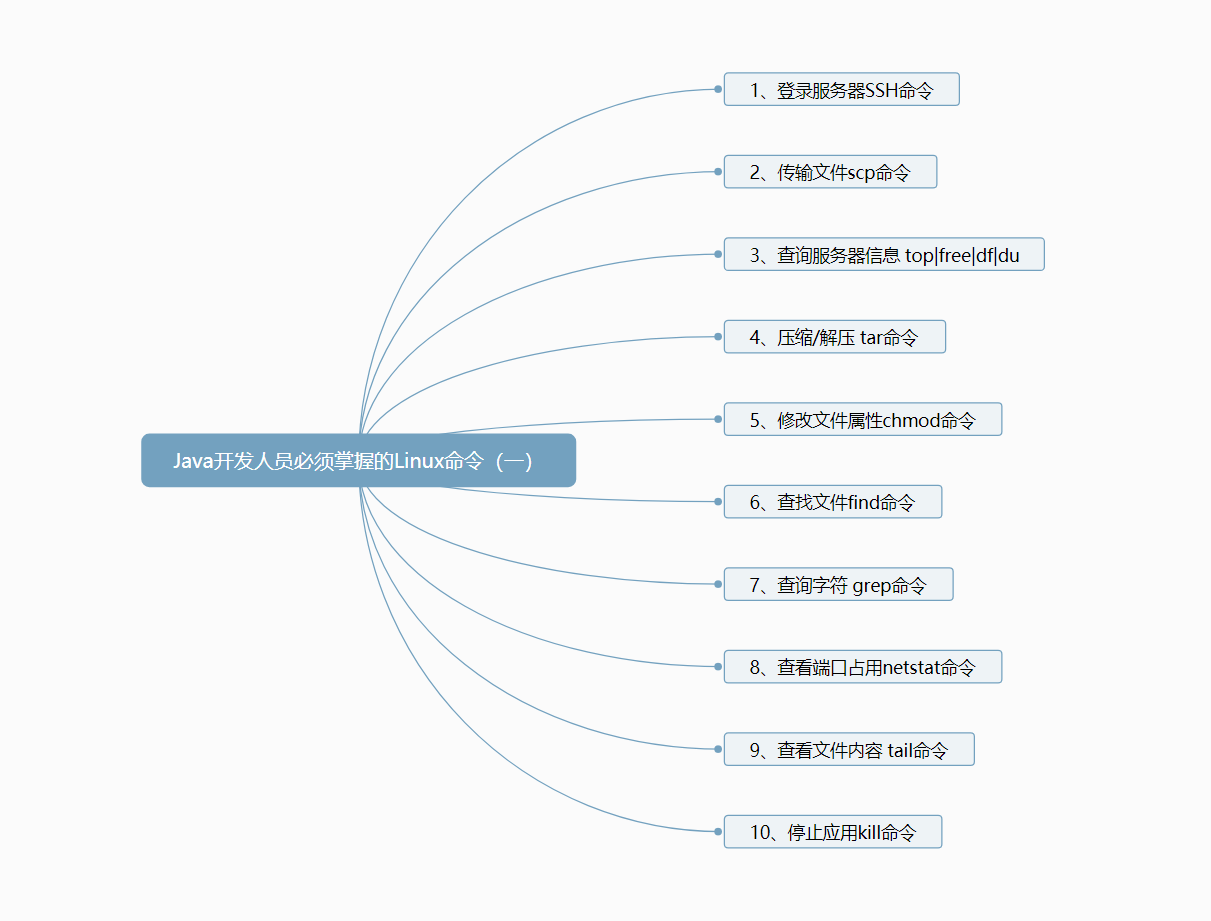 1、登录服务器SSH命令
2、传输文件scp命令
3、查询服务器信息 top|free|df|du
4、压缩/解压 tar命令
5、修改文件属性chmod命令
Java开发人员必须掌握的Linux命令（一）
6、查找文件find命令
7、查询字符 grep命令
8、查看端口占用netstat命令
9、查看文件内容 tail命令
10、停止应用kill命令